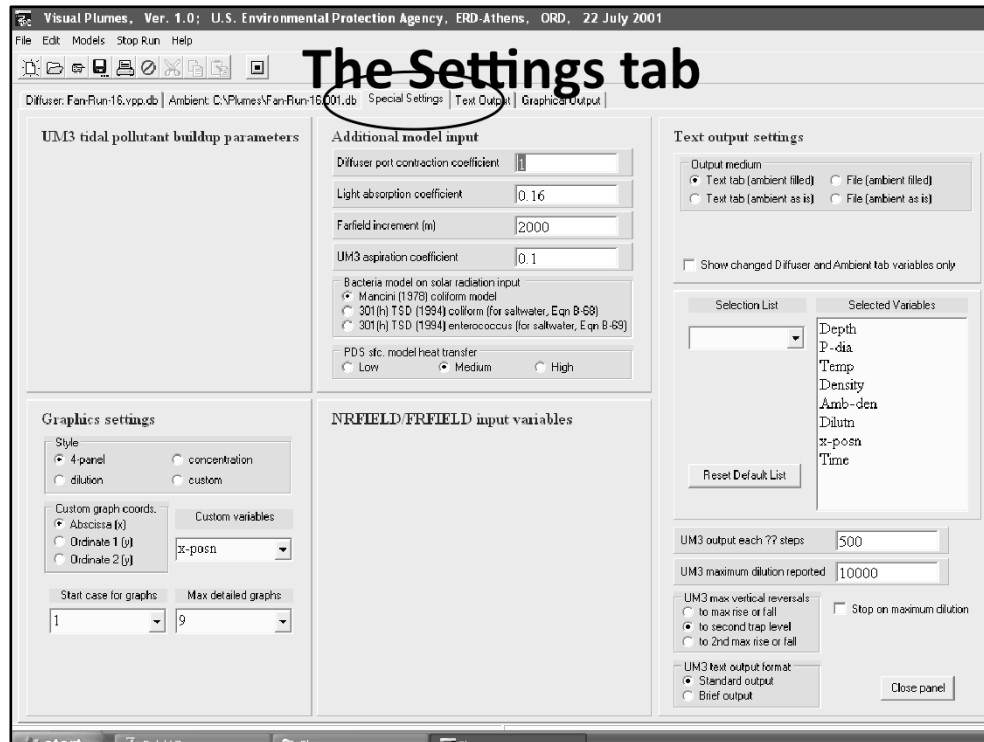 Visual Plumes, Ver. 1.0; U.S. Environmental Protection Agency, ERD-Athens, ORD, 22 July 2001
File Edit Models Stop Run Help
The Settings tab
Diffuser: Fan-Run-16.vpp.db Ambient: C:\Plumes\Fan-Run-16.001.db Special Settings Text Output Graphical Output
UM3 tidal pollutant buildup parameters
Additional model input
Diffuser port contraction coefficient 1
Light absorption coefficient 0.16
Farfield increment (m) 2000
UM3 aspiration coefficient 0.1
Bacteria model on solar radiation input
Mancini (1978) coliform model
301(h) TSD (1994) coliform (for saltwater, Eqn B-68)
301(h) TSD (1994) enterococcus (for saltwater, Eqn B-69)
PDS sfc. model heat transfer
Low Medium High
Text output settings
Output medium
Text tab (ambient filled) File (ambient filled)
Text tab (ambient as is) File (ambient as is)
Show changed Diffuser and Ambient tab variables only
Selection List Selected Variables
Depth
P-dia
Temp
Density
Amb-den
Dilutn
x-posn
Time
Reset Default List
Graphics settings
Style
4-panel concentration
dilution custom
Custom graph coords.
Abscissa (x)
Ordinate 1 (y)
Ordinate 2 (y)
Custom variables
x-posn
Start case for graphs Max detailed graphs
1 9
NRFIELD/FRFIELD input variables
UM3 output each ?? steps 500
UM3 maximum dilution reported 10000
UM3 max vertical reversals
to max rise or fall
to second trap level
to 2nd max rise or fall
Stop on maximum dilution
UM3 text output format
Standard output
Brief output
Close panel